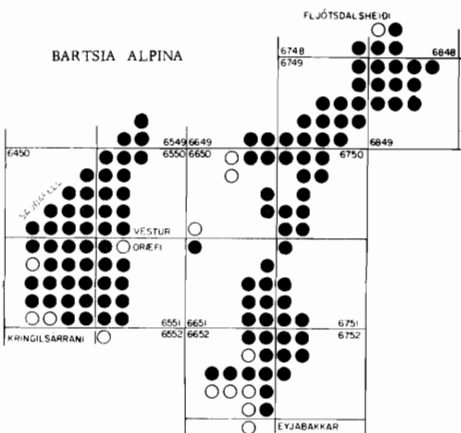 FLJÓTSDALSHEIÐI
BARTSIA ALPINA
6748
6848
6749
6549 6649
6849
6450
6550 6650
6750
VESTUR
ÖRÆFI
6551 6651
6751
KRINGILSÁRRANI
6552 6652
6752
EYJABAKKAR